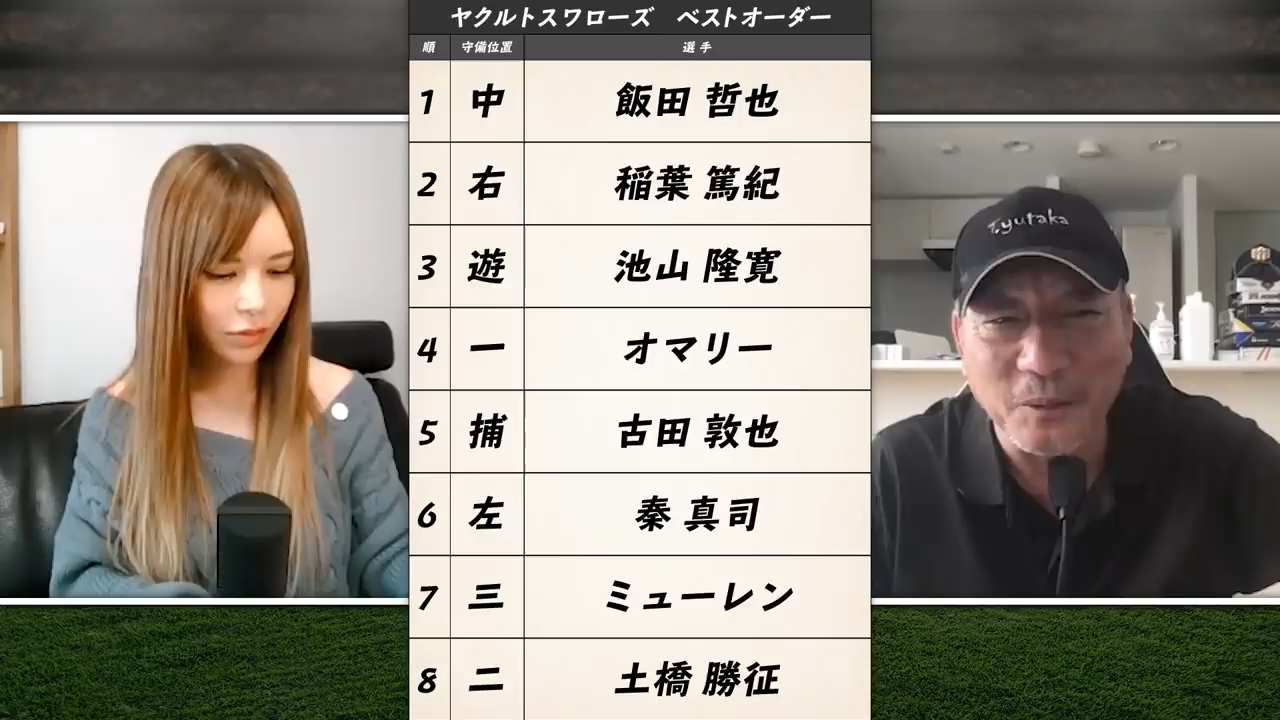 ヤクルトスワローズ ベストオーダー
順 守備位置 選手
1 中 飯田 哲也
2 右 稲葉 篤紀
3 遊 池山 隆寛
4 一 オマリー
5 捕 古田 敦也
6 左 秦 真司
7 三 ミューレン
8 二 土橋 勝征
T.yutaka